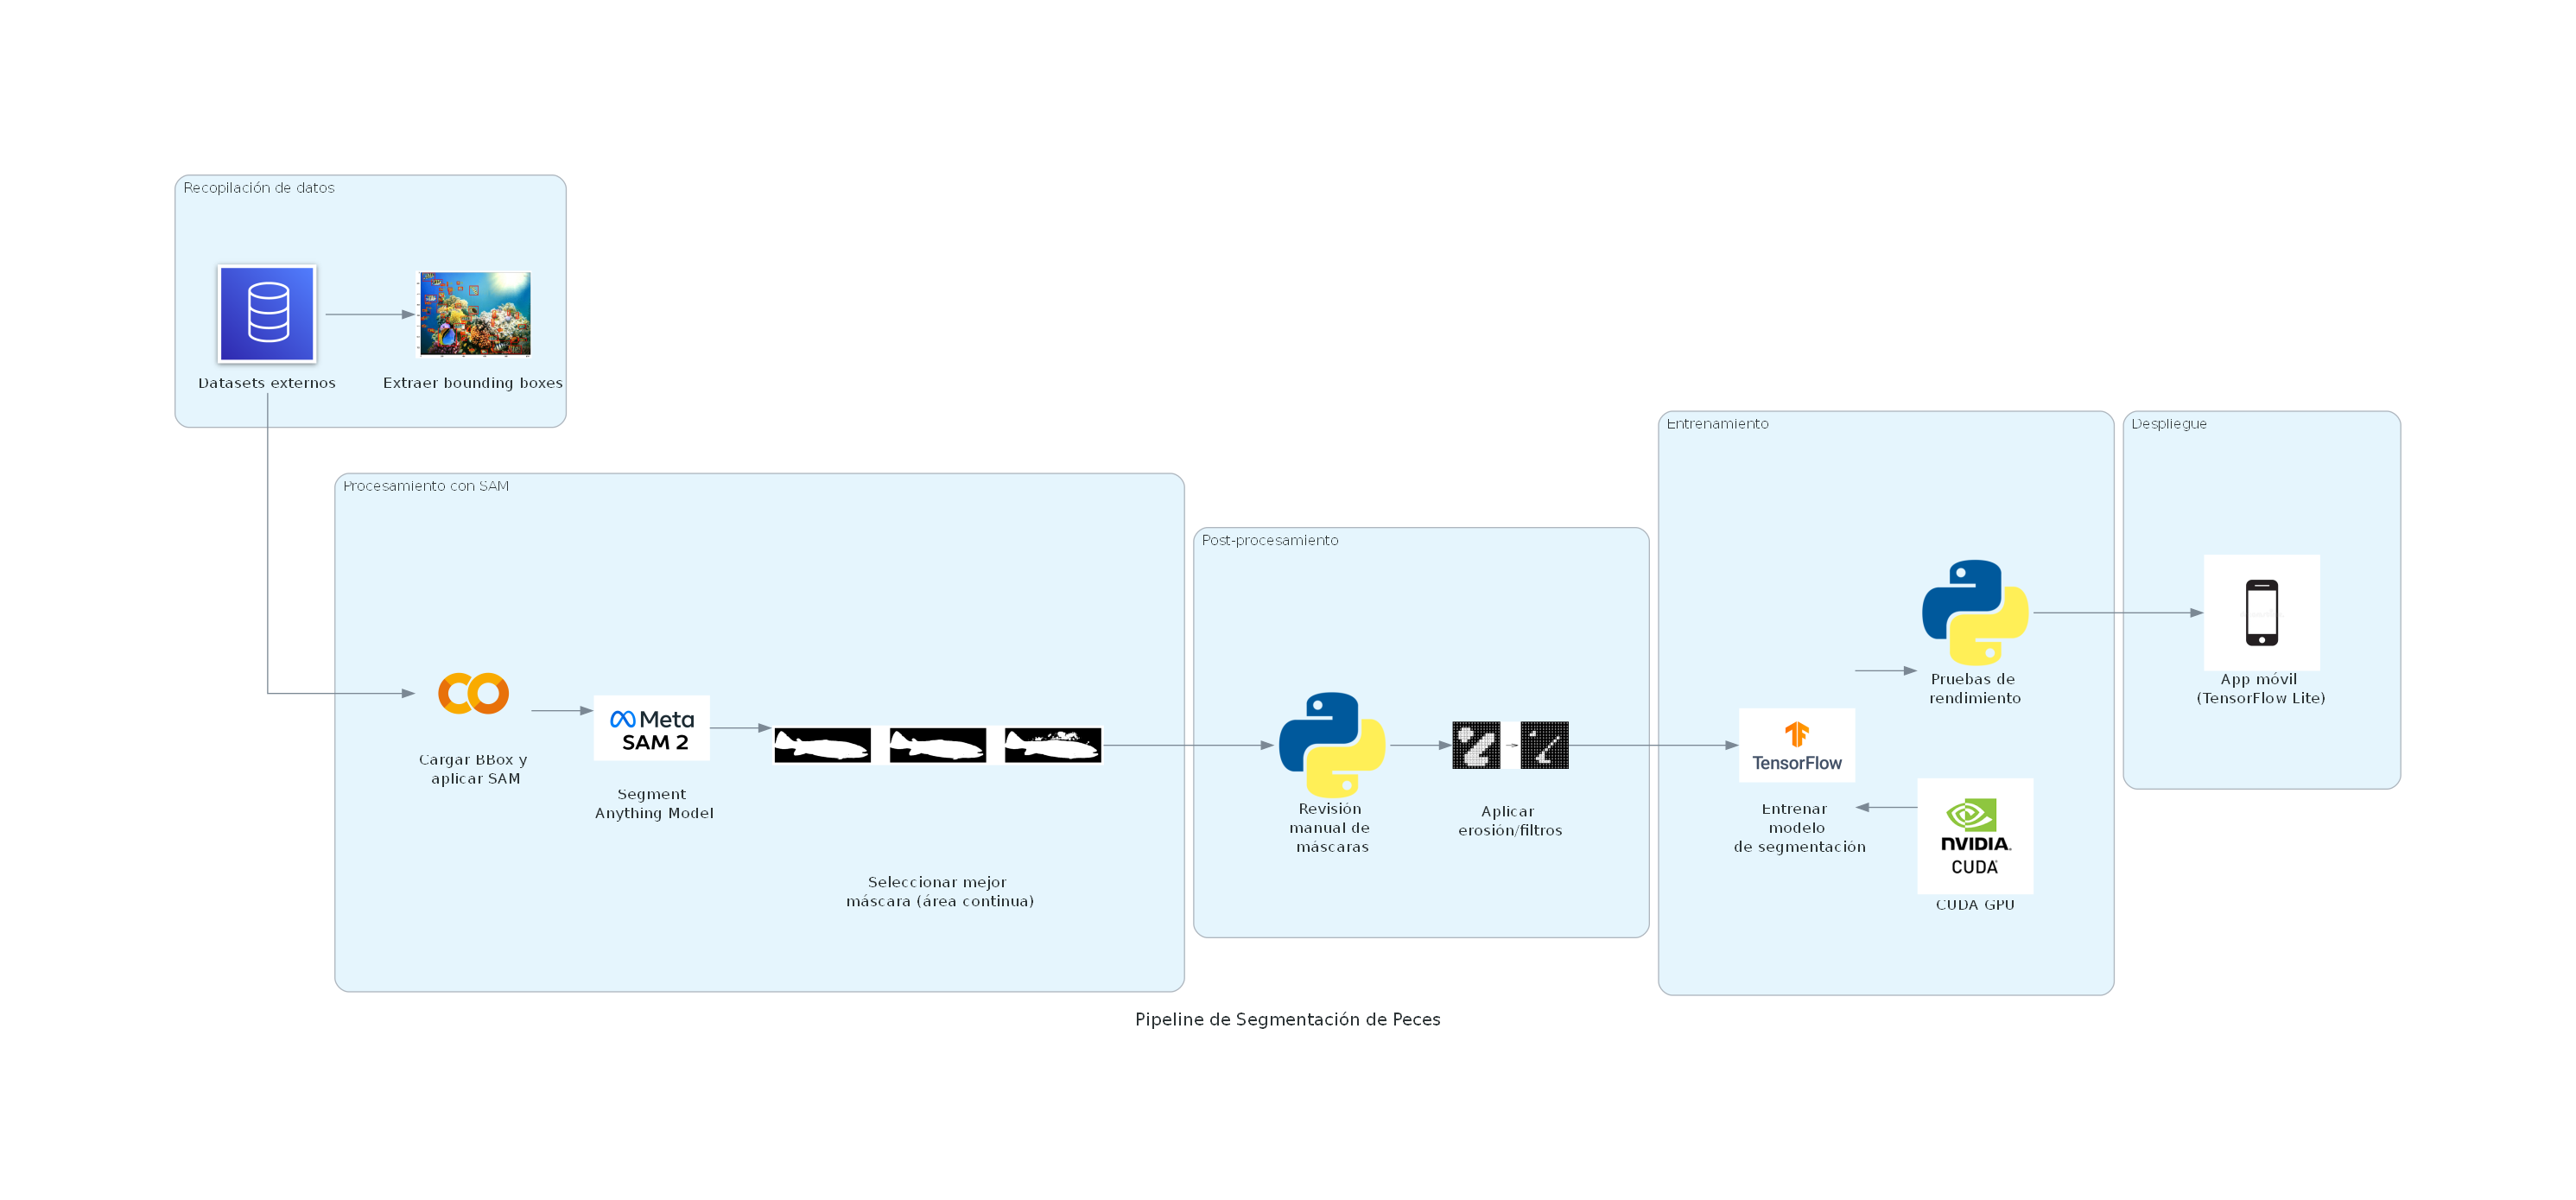 Recopilación de datos
Datasets externos
Extraer bounding boxes
Procesamiento con SAM
Cargar BBox y
aplicar SAM
Meta
SAM 2
Segment
Anything Model
Seleccionar mejor
máscara (área continua)
Post-procesamiento
Revisión
manual de
máscaras
Aplicar
erosión/filtros
Entrenamiento
TensorFlow
Entrenar
modelo
de segmentación
Pruebas de
rendimiento
NVIDIA.
CUDA
CUDA GPU
Despliegue
App móvil
(TensorFlow Lite)
Pipeline de Segmentación de Peces